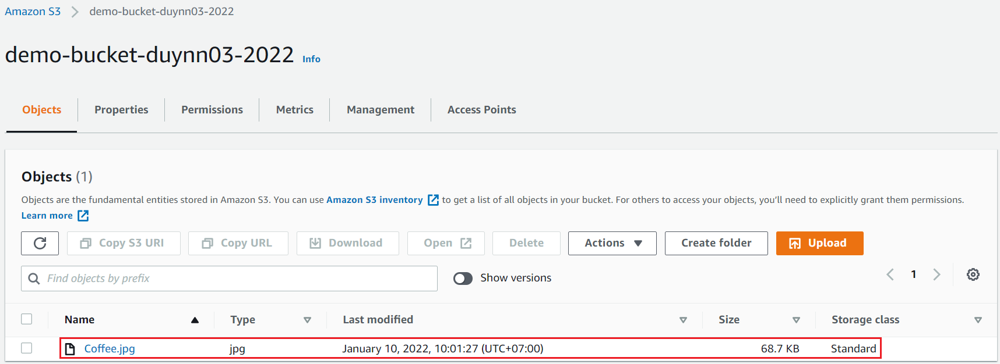 Amazon S3 demo-bucket-duynn03-2022
demo-bucket-duynn03-2022 Info
Objects Properties Permissions Metrics Management Access Points
Objects (1)
Objects are the fundamental entities stored in Amazon S3. You can use Amazon S3 inventory to get a list of all objects in your bucket. For others to access your objects, you'll need to explicitly grant them permissions.
Learn more
Copy S3 URI Copy URL Download Open Delete Actions Create folder Upload
Find objects by prefix Show versions 1
Name Type Last modified Size Storage class
Coffee.jpg jpg January 10, 2022, 10:01:27 (UTC+07:00) 68.7 KB Standard